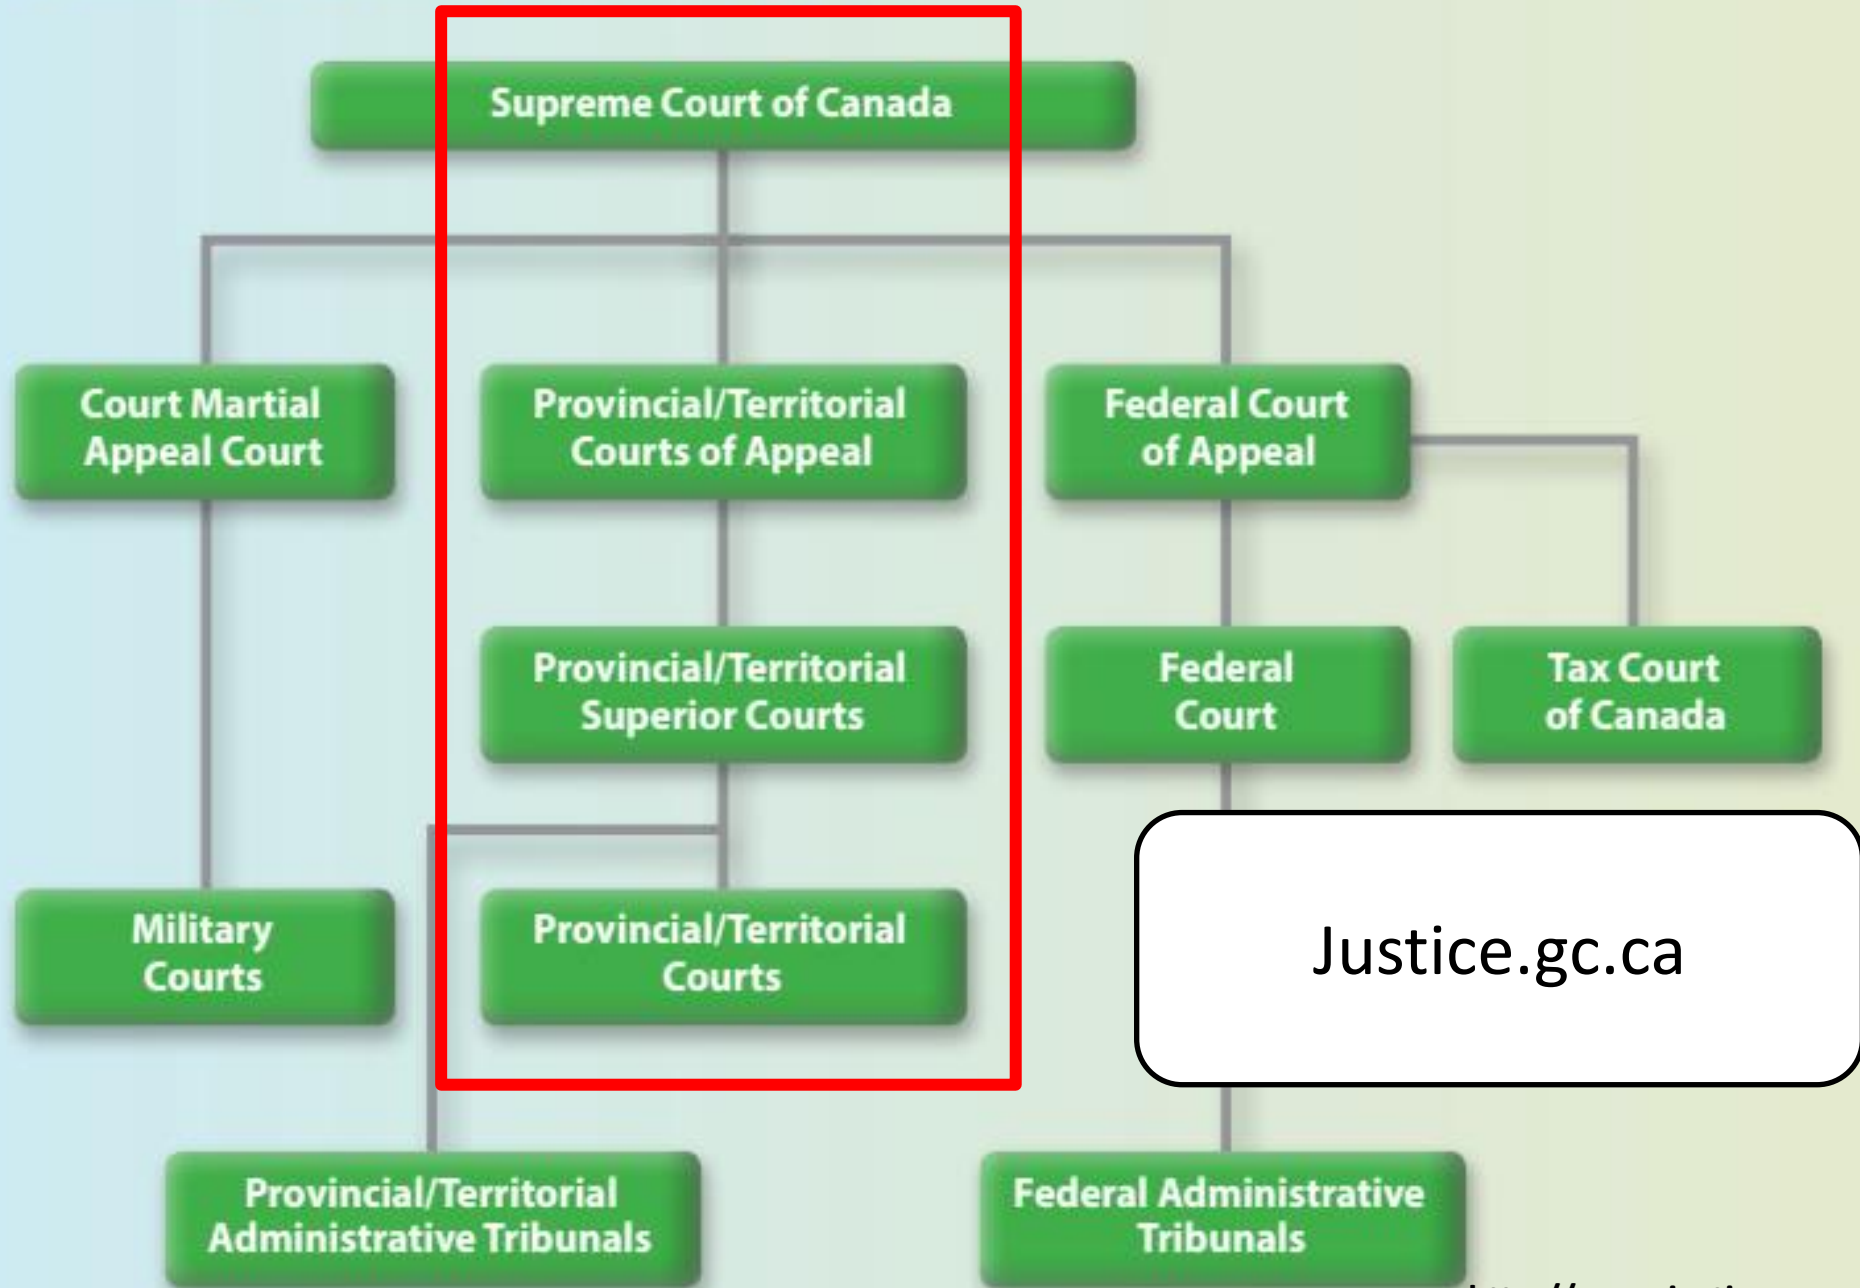 Supreme Court of Canada
Court Martial
Appeal Court
Provincial/Territorial
Courts of Appeal
Federal Court
of Appeal
Provincial/Territorial
Superior Courts
Federal
Court
Tax Court
of Canada
Military
Courts
Provincial/Territorial
Courts
Justice.gc.ca
Provincial/Territorial
Administrative Tribunals
Federal Administrative
Tribunals